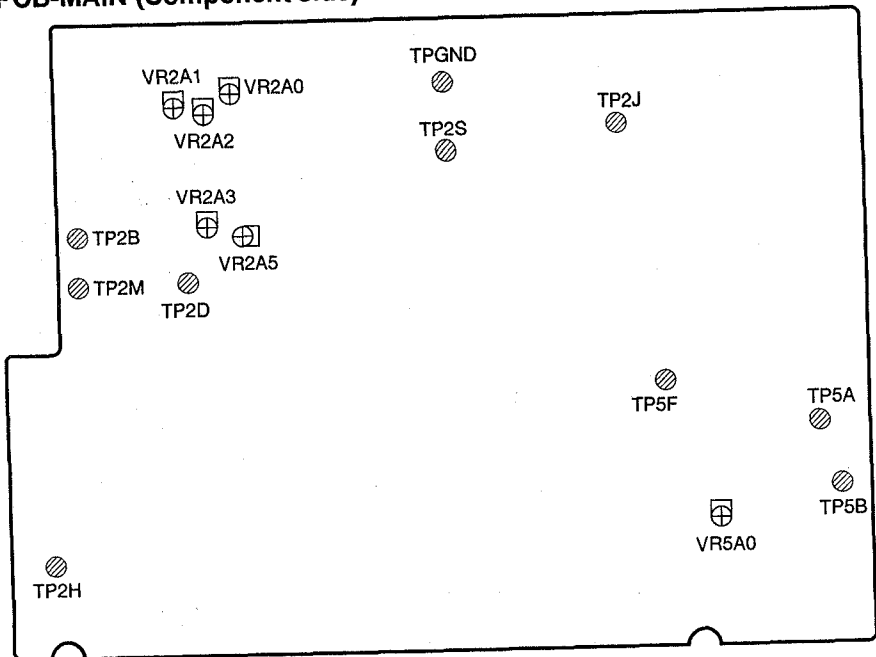 PCB-MAIN (Component side)
TPGND
VR2A1
VR2A0
TP2J
TP2S
VR2A2
VR2A3
TP2B
VR2A5
TP2M
TP2D
TP5A
TP5F
TP5B
VR5A0
TP2H